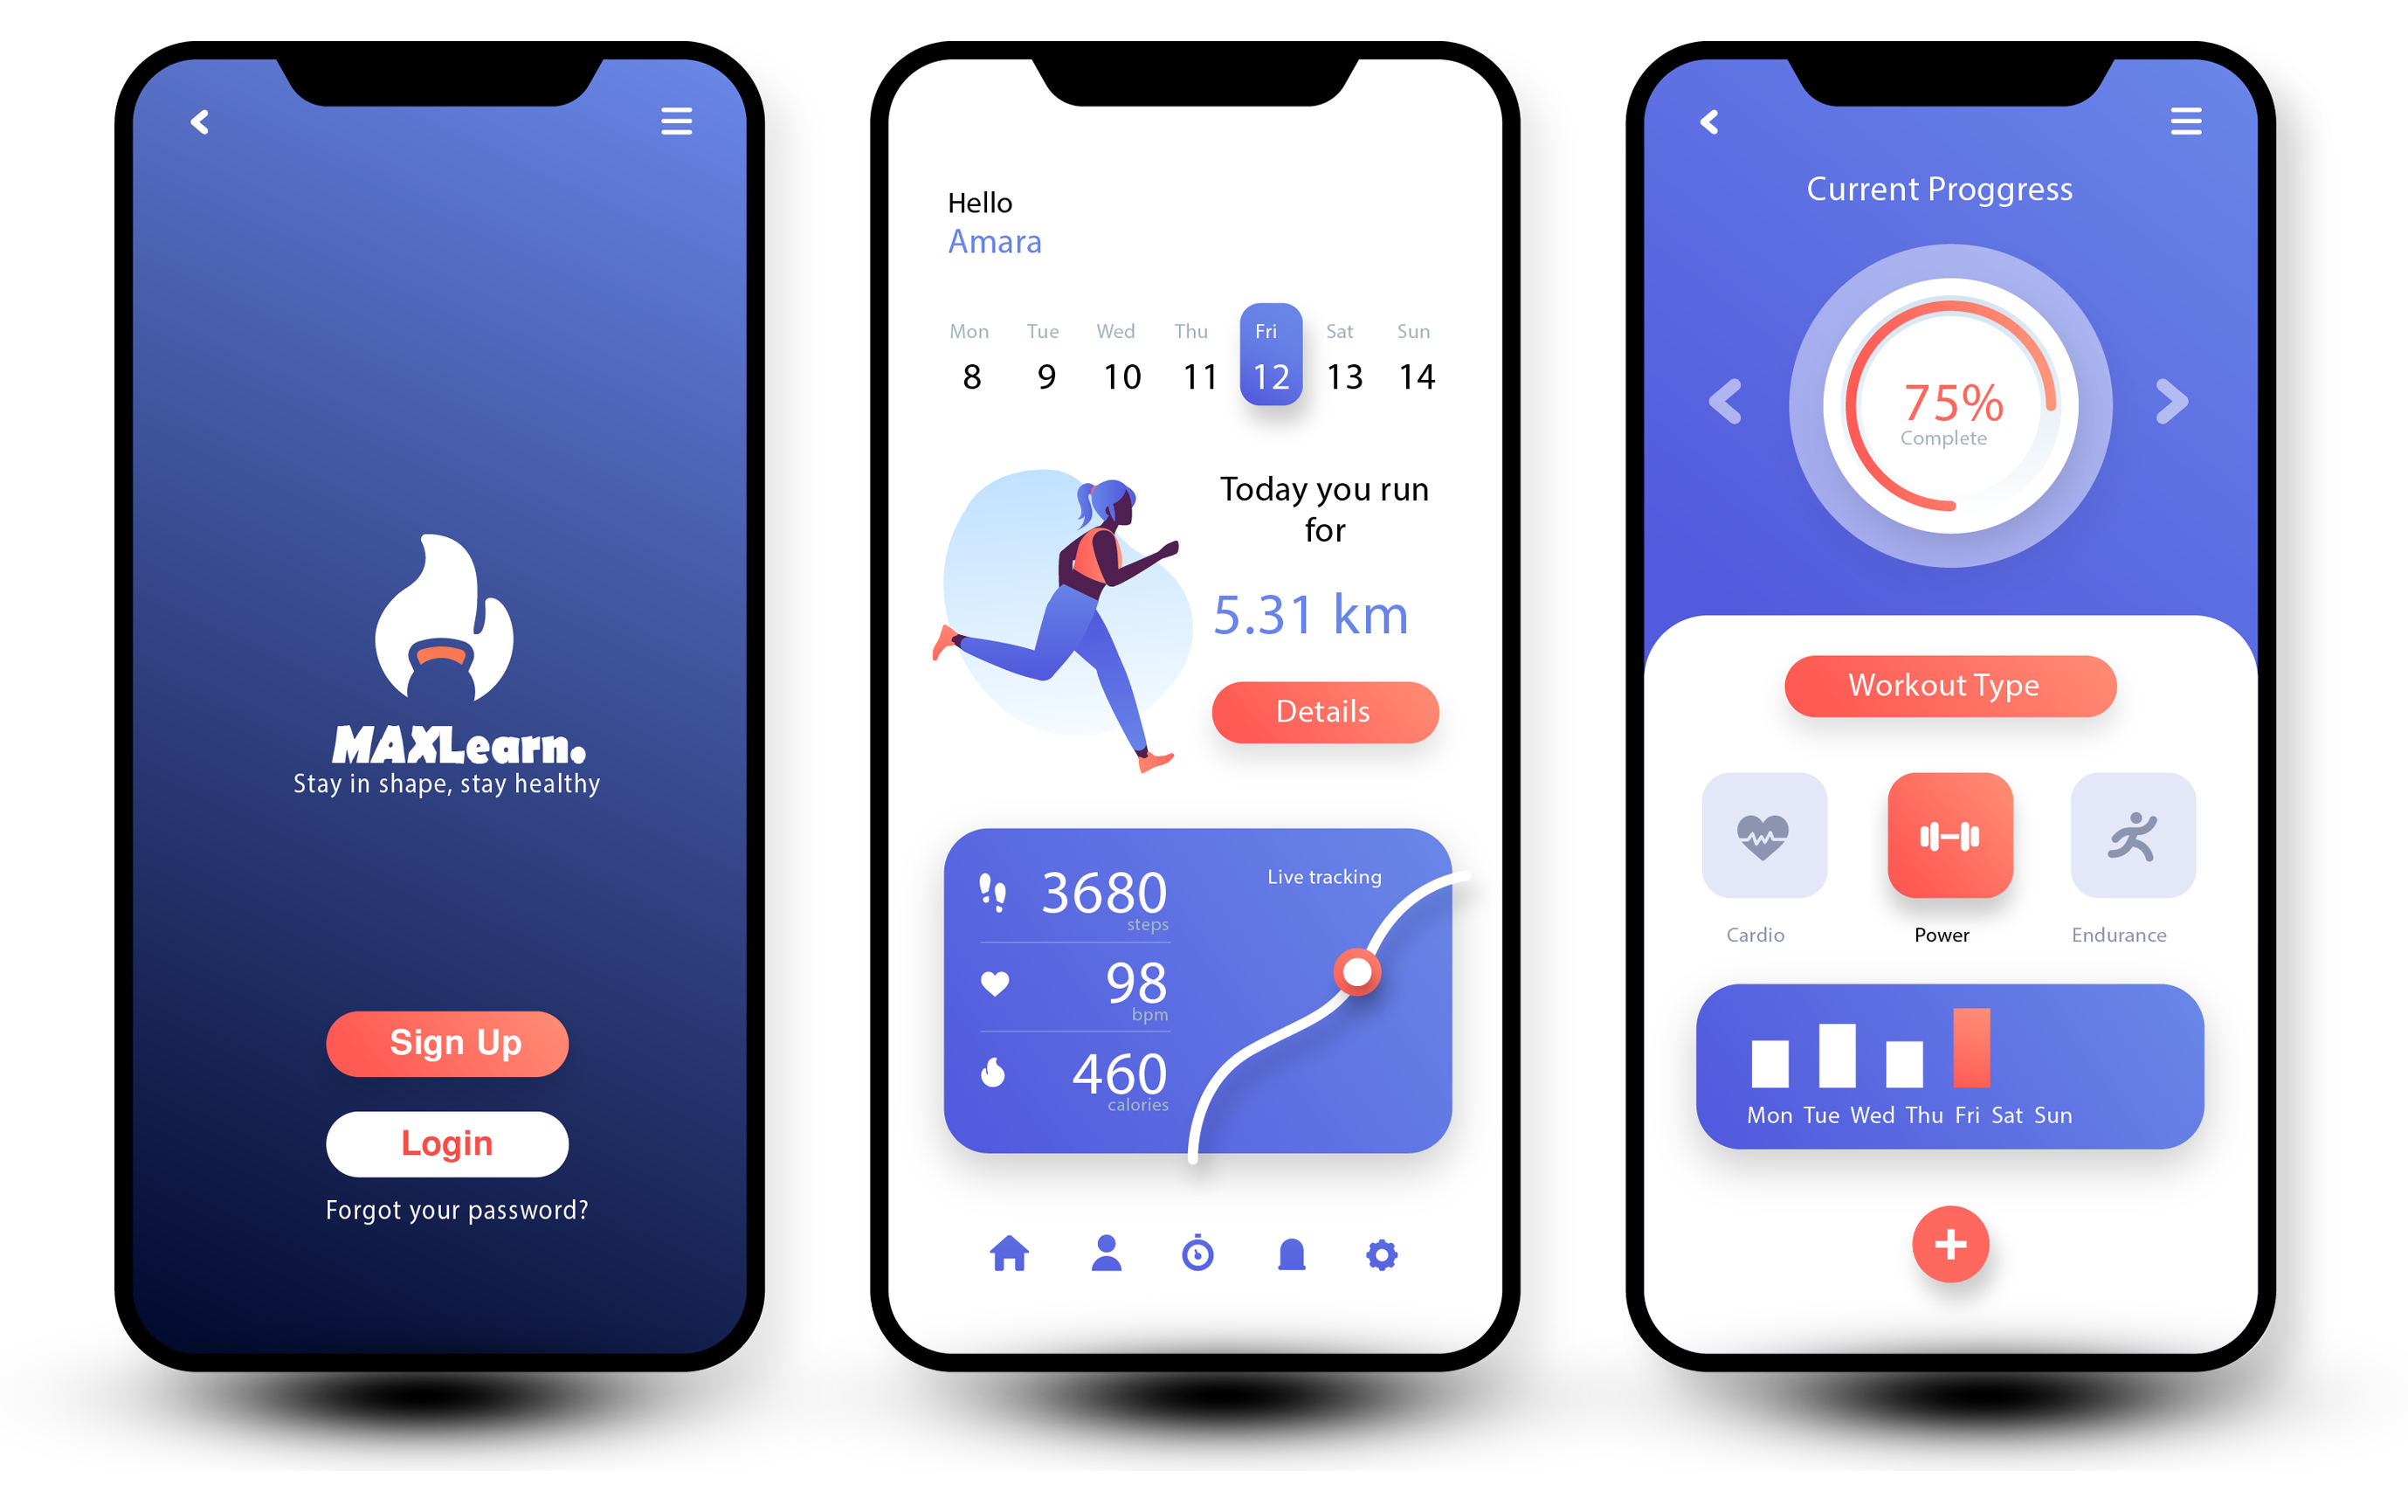 MAXLearn.
Stay in shape, stay healthy
Sign Up
Login
Forgot your password?
Hello
Amara
Mon Tue Wed Thu Fri Sat Sun
8 9 10 11 12 13 14
Today you run
for
5.31 km
Details
3680
steps
98
bpm
460
calories
Live tracking
Current Proggress
75%
Complete
Workout Type
Cardio Power Endurance
Mon Tue Wed Thu Fri Sat Sun